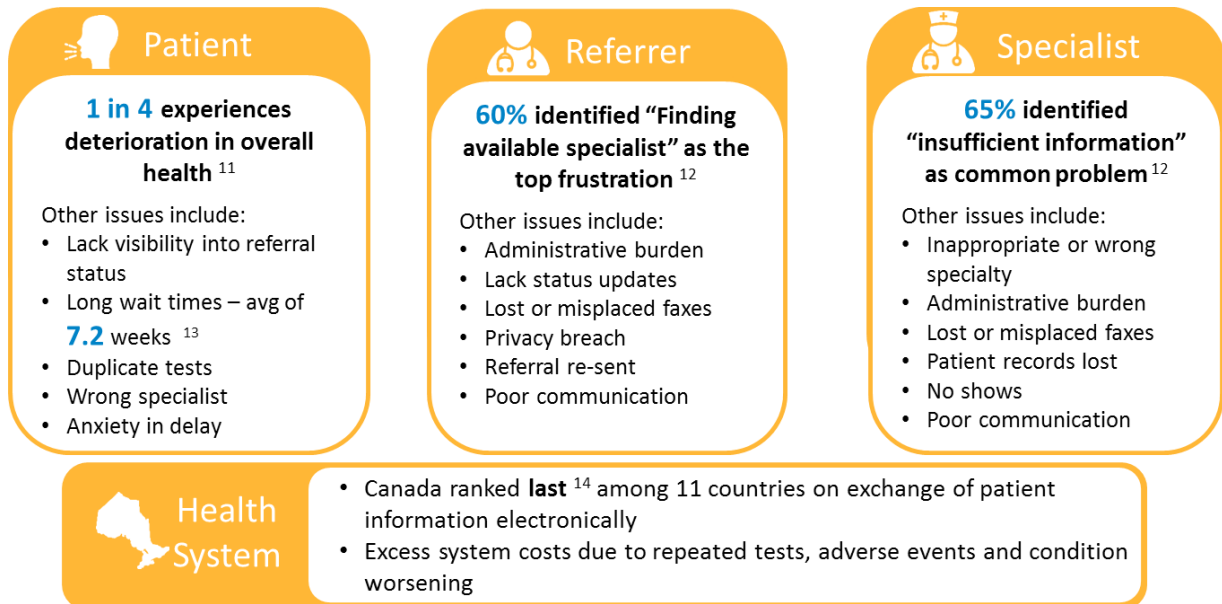 Patient
1 in 4 experiences
deterioration in overall
health 11
Other issues include:
• Lack visibility into referral
status
• Long wait times – avg of
7.2 weeks 13
• Duplicate tests
• Wrong specialist
• Anxiety in delay
Referrer
60% identified “Finding
available specialist” as the
top frustration 12
Other issues include:
• Administrative burden
• Lack status updates
• Lost or misplaced faxes
• Privacy breach
• Referral re-sent
• Poor communication
Specialist
65% identified
“insufficient information”
as common problem 12
Other issues include:
• Inappropriate or wrong
specialty
• Administrative burden
• Lost or misplaced faxes
• Patient records lost
• No shows
• Poor communication
Health
System
• Canada ranked last 14 among 11 countries on exchange of patient
information electronically
• Excess system costs due to repeated tests, adverse events and condition
worsening